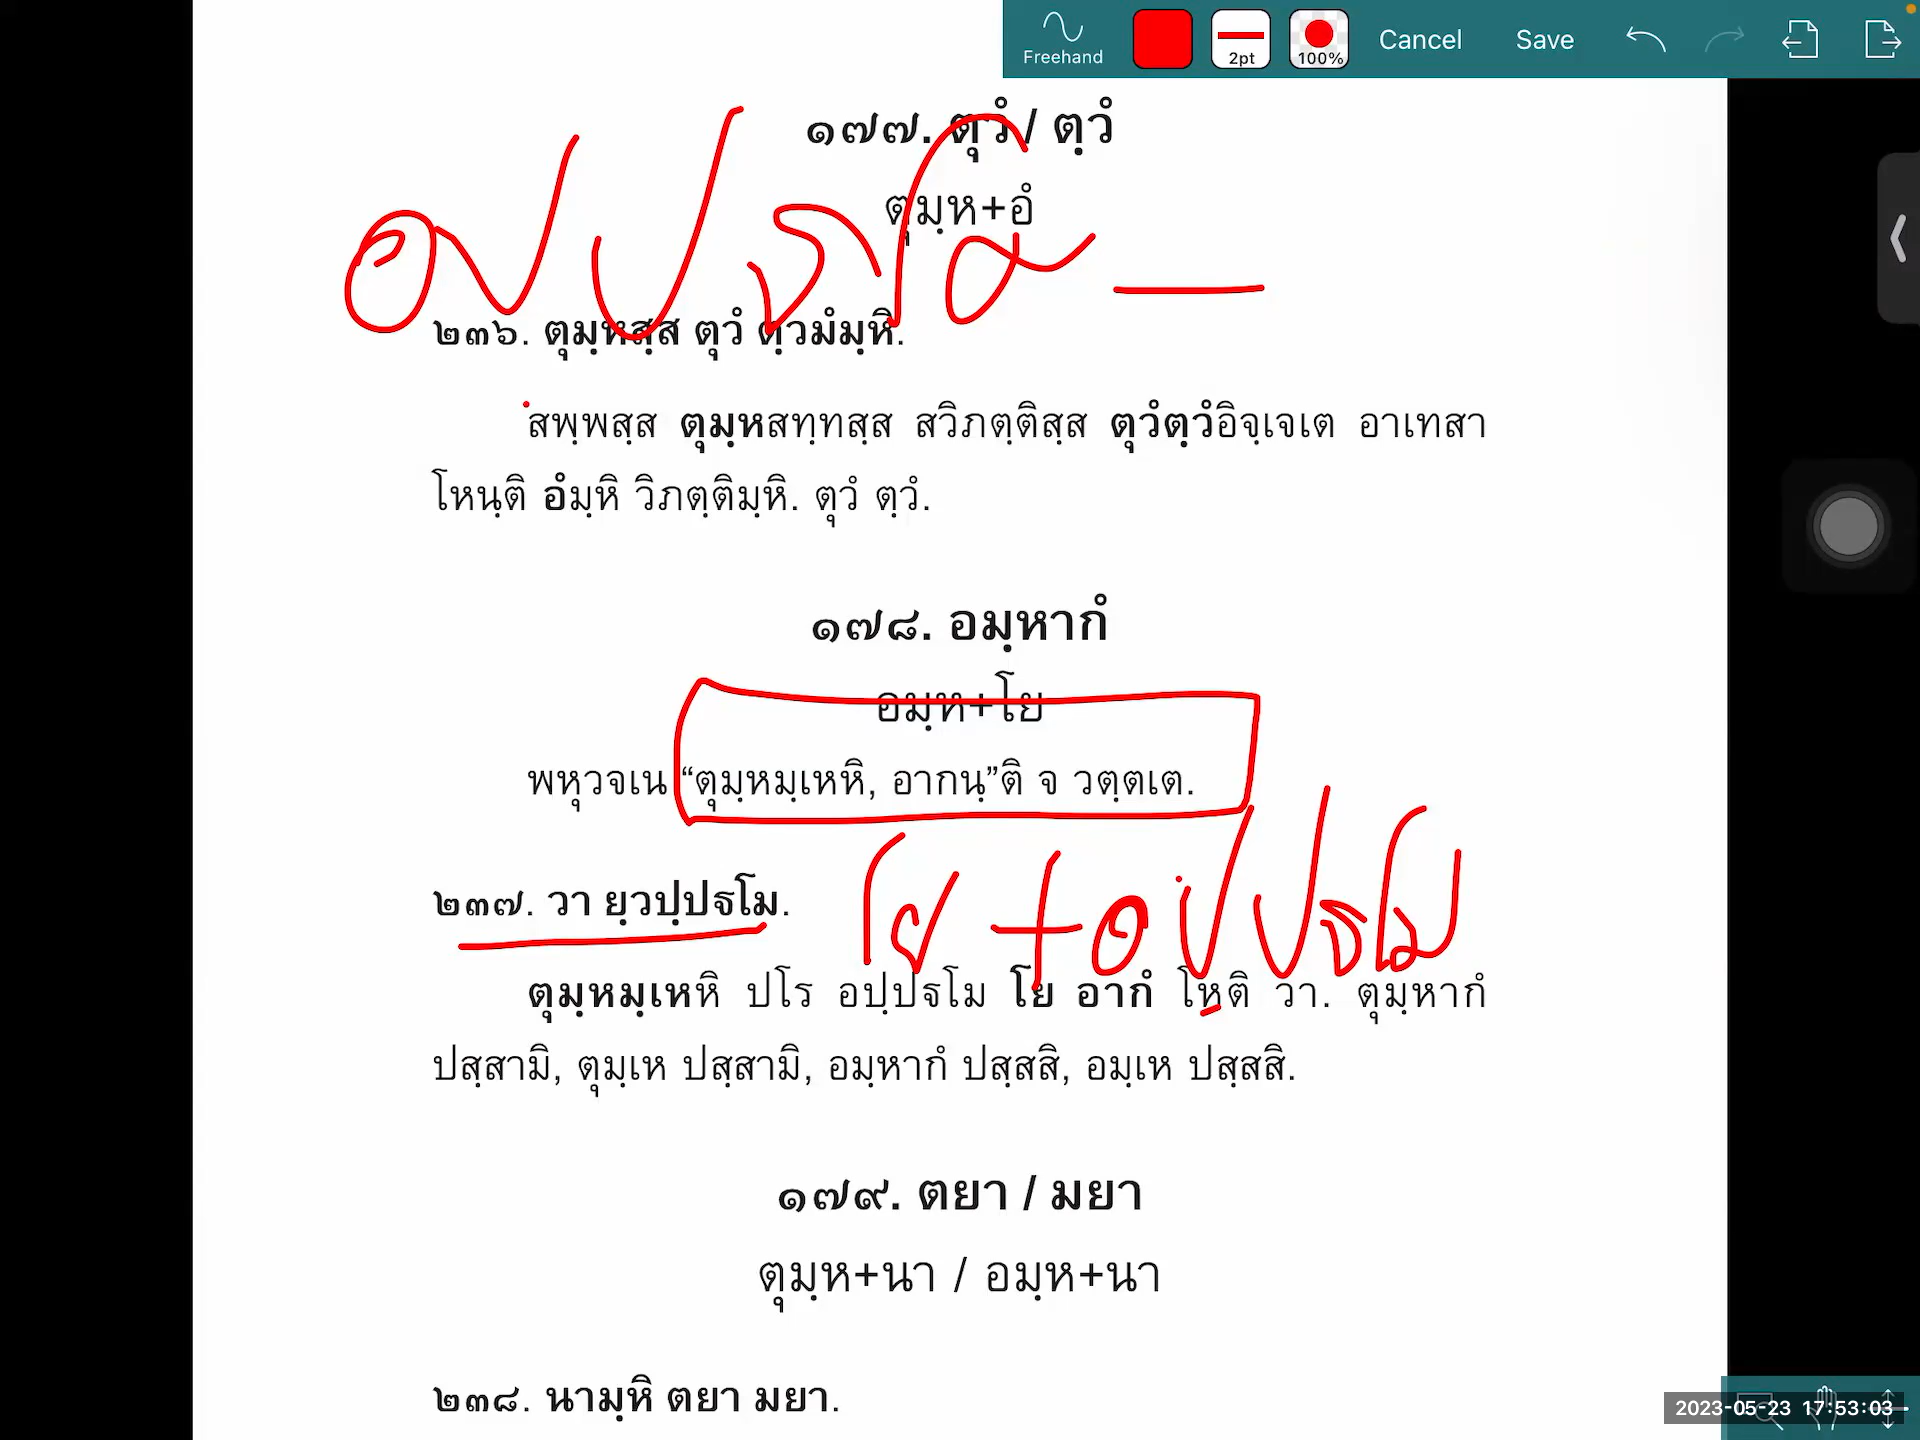 Freehand
2pt
100%
Cancel
Save
๑๗๗. ตุวํ / ตฺวํ
ตุมฺห+อํ
๒๓๖. ตุมฺหสฺส ตุวํ ตฺวมํมฺหิ.
สพฺพสฺส ตุมฺหสทฺทสฺส สวิภตฺติสฺส ตุวํตฺวํอิจฺเจเต อาเทสา
โหนฺติ อํมฺหิ วิภตฺติมฺหิ. ตุวํ ตฺวํ.
๑๗๘. อมฺหากํ
อมฺห+โย
พหุวจเน “ตุมฺหมฺเหหิ, อากนฺ”ติ จ วตฺตเต.
๒๓๗. วา ยฺวปฺปฐโม.
โย + อปฺปฐโม
ตุมฺหมฺเหหิ ปโร อปฺปฐโม โย อากํ โหติ วา. ตุมฺหากํ
ปสฺสามิ, ตุมฺเห ปสฺสามิ, อมฺหากํ ปสฺสสิ, อมฺเห ปสฺสสิ.
๑๗๙. ตยา / มยา
ตุมฺห+นา / อมฺห+นา
๒๓๘. นามฺหิ ตยา มยา.
2023-05-23 17:53:03